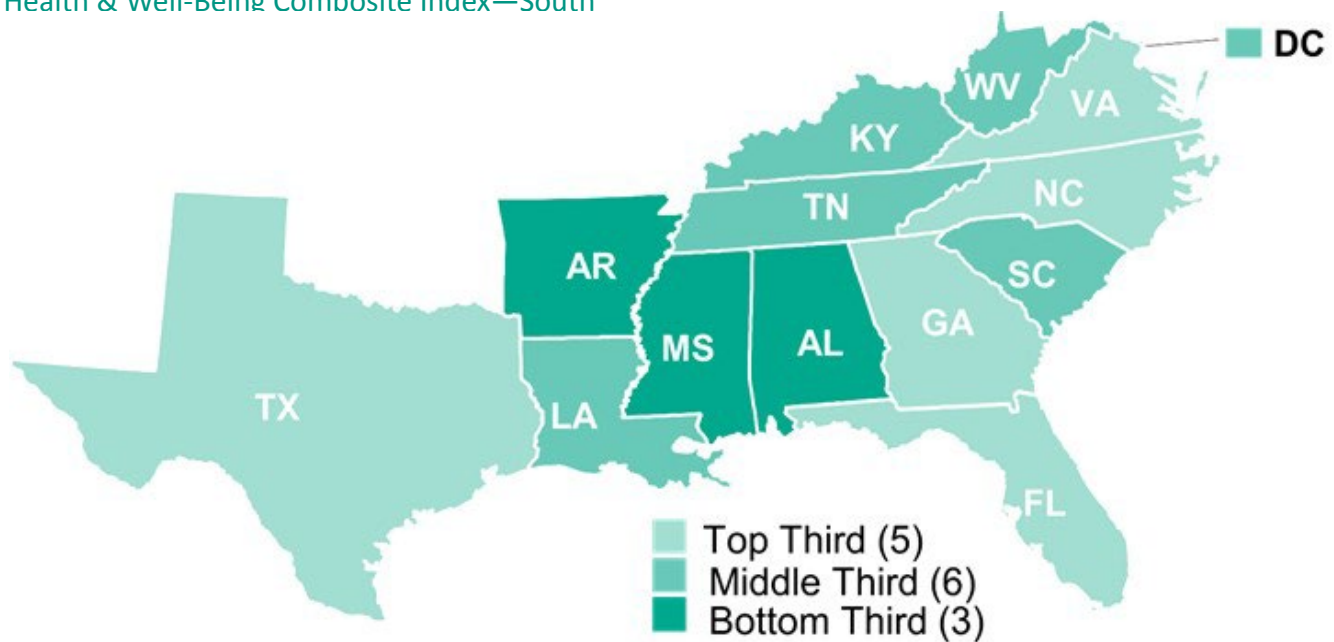 Health & Well-Being Composite Index—South
DC
WV
VA
KY
NC
TN
AR
SC
GA
MS
AL
TX
LA
FL
Top Third (5)
Middle Third (6)
Bottom Third (3)